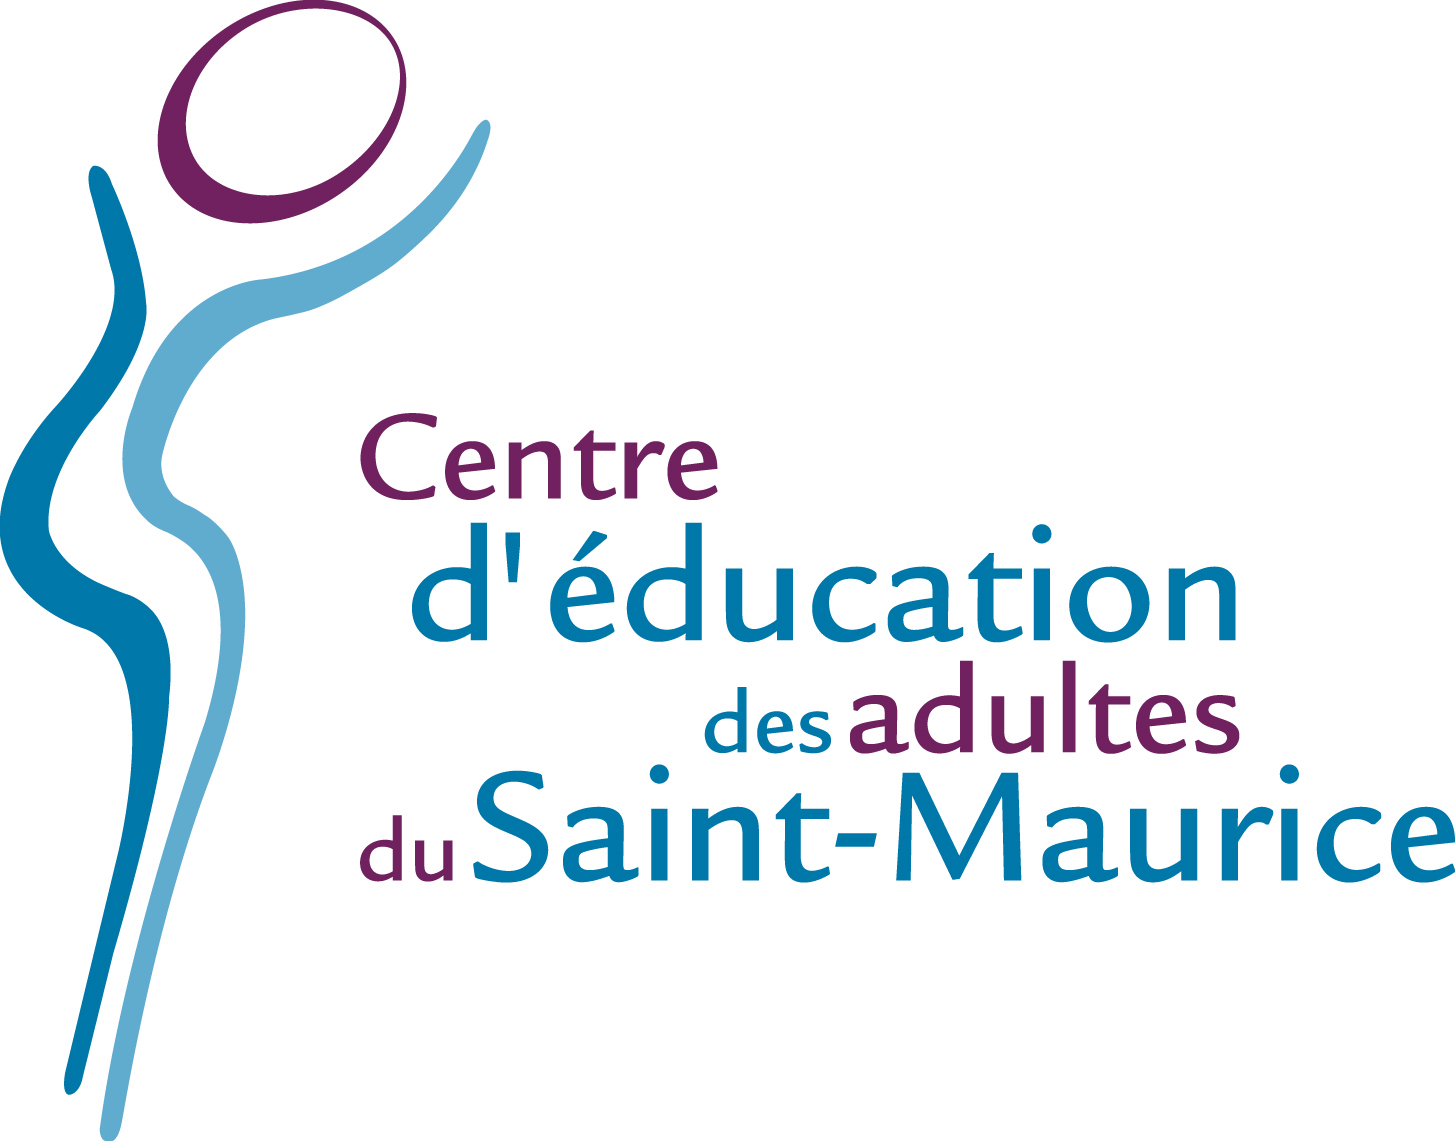 Centre
d'éducation
des adultes
du Saint-Maurice